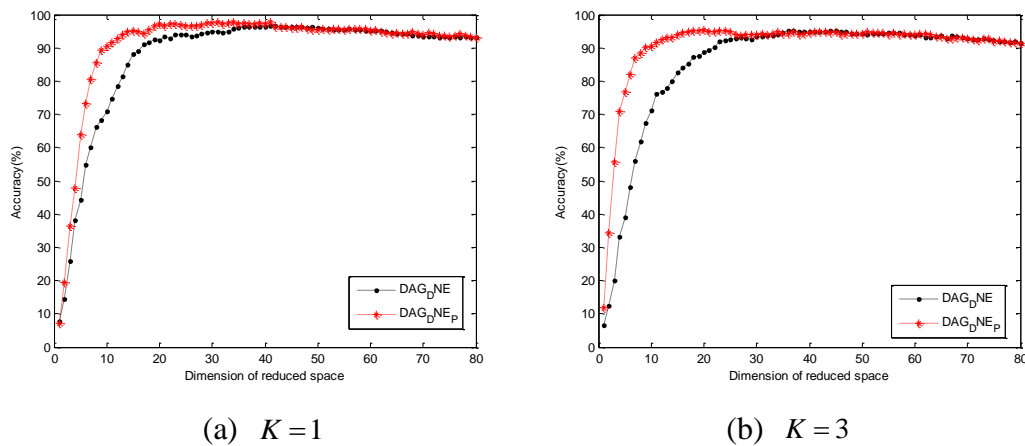 100
90
80
70
60
50
40
30
20
10
0
Accuracy(%)
DAG_DNE
DAG_DNE_P
0 10 20 30 40 50 60 70 80
Dimension of reduced space
(a) K = 1
100
90
80
70
60
50
40
30
20
10
0
Accuracy(%)
DAG_DNE
DAG_DNE_P
0 10 20 30 40 50 60 70 80
Dimension of reduced space
(b) K = 3